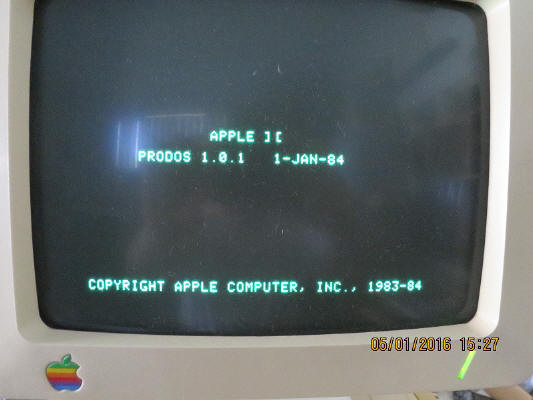 APPLE ][
PRODOS 1.0.1 1-JAN-84
COPYRIGHT APPLE COMPUTER, INC., 1983-84
05/01/2016 15:27